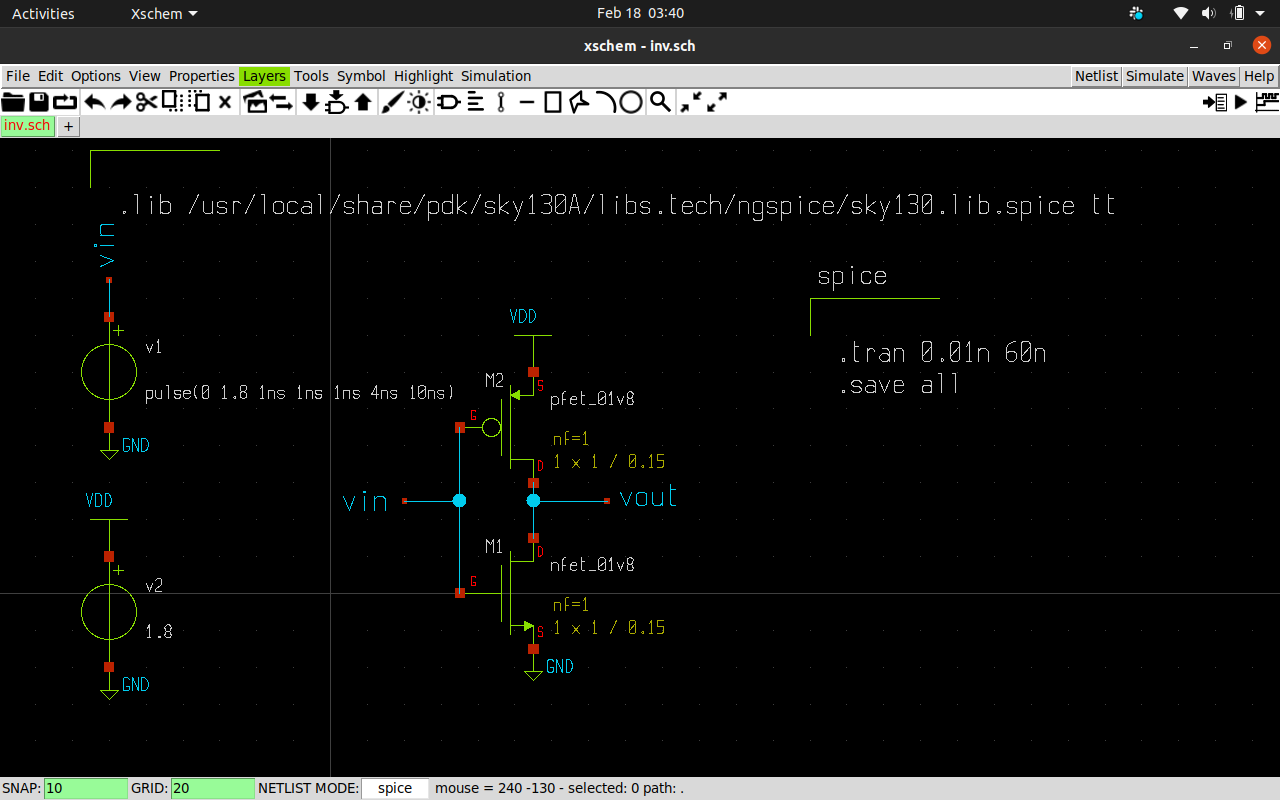 Activities Xschem Feb 18 03:40
xschem - inv.sch
File Edit Options View Properties Layers Tools Symbol Highlight Simulation Netlist Simulate Waves Help
inv.sch +
.lib /usr/local/share/pdk/sky130A/libs.tech/ngspice/sky130.lib.spice tt
vin
spice
.tran 0.01n 60n
.save all
+
v1
pulse(0 1.8 1ns 1ns 1ns 4ns 10ns)
GND
VDD
+
v2
1.8
GND
VDD
S
M2
pfet_01v8
G
nf=1
D
1 x 1 / 0.15
vin
vout
M1
D
nfet_01v8
G
nf=1
S
1 x 1 / 0.15
GND
SNAP: 10 GRID: 20 NETLIST MODE: spice mouse = 240 -130 - selected: 0 path: .